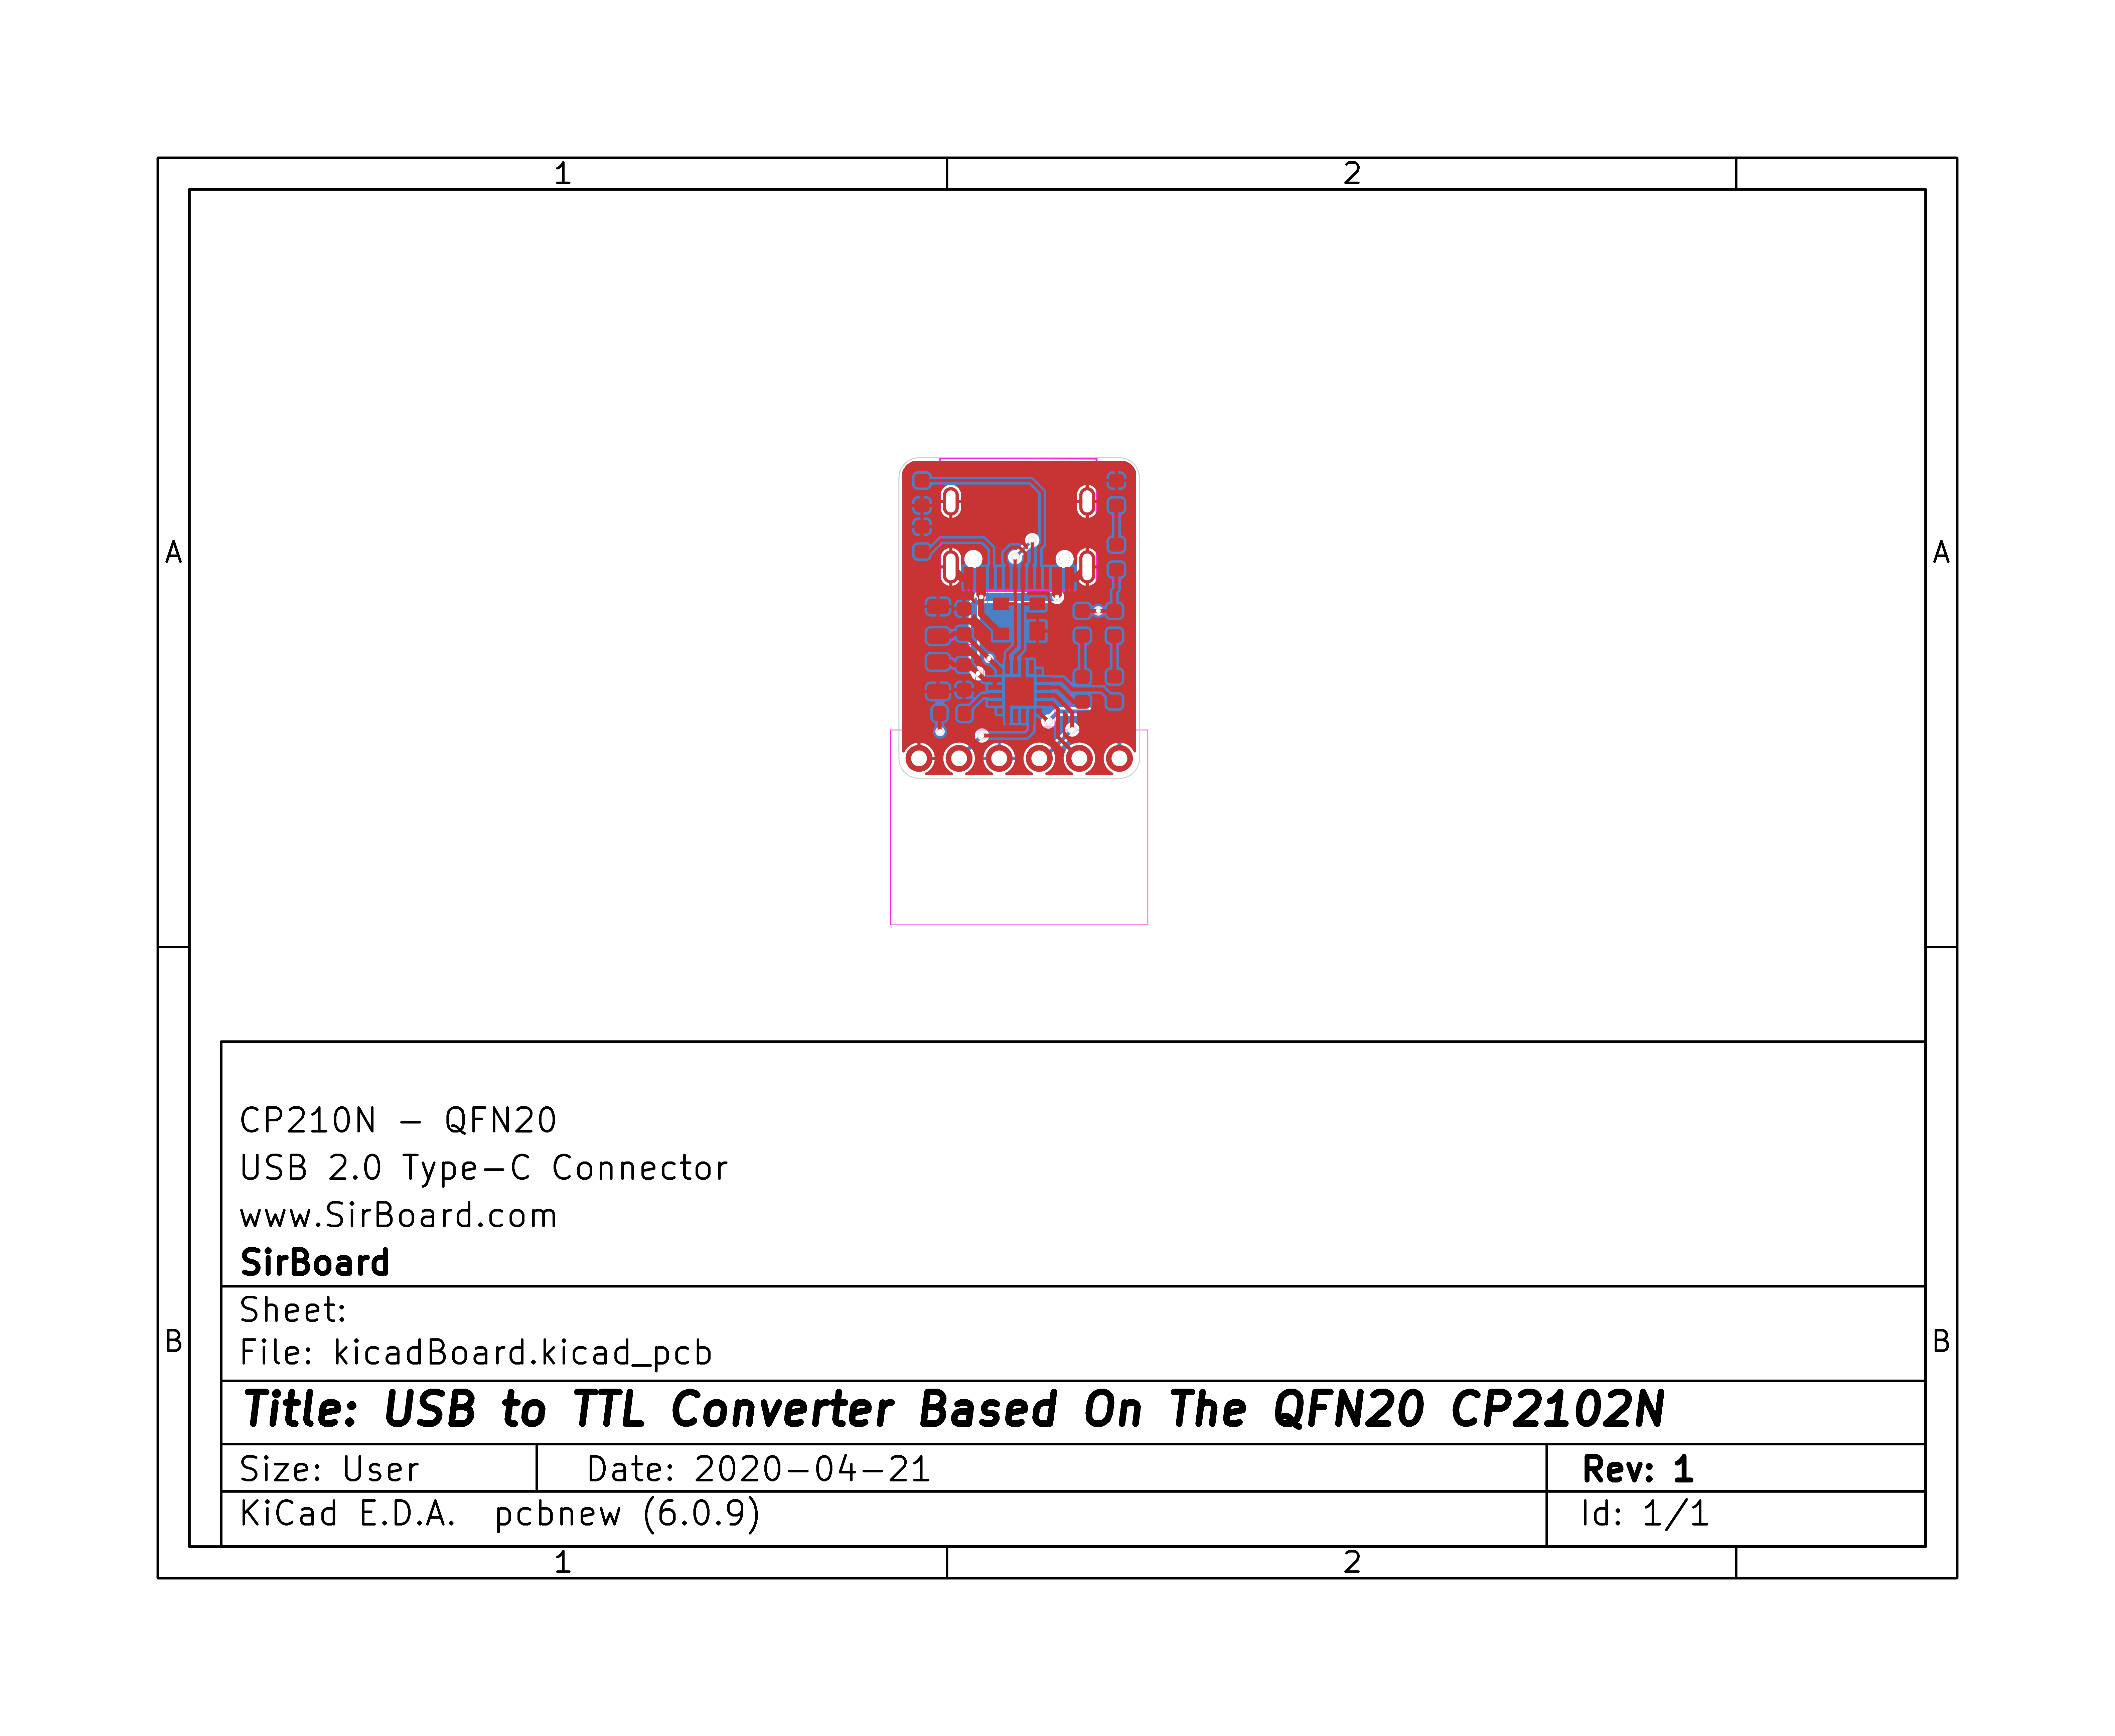 1 2
A A
CP210N - QFN20
USB 2.0 Type-C Connector
www.SirBoard.com
SirBoard
Sheet:
File: kicadBoard.kicad_pcb
B B
Title: USB to TTL Converter Based On The QFN20 CP2102N
Size: User Date: 2020-04-21 Rev: 1
KiCad E.D.A. pcbnew (6.0.9) Id: 1/1
1 2